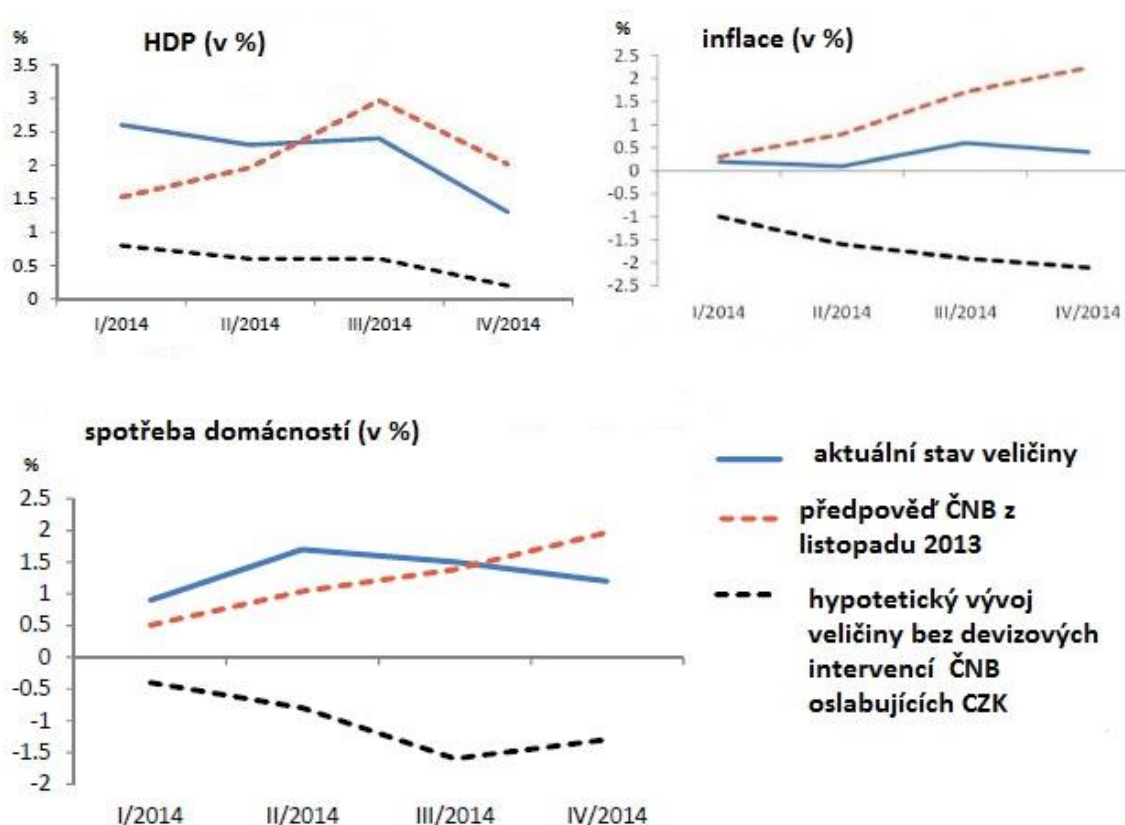 HDP (v %)
%
3.5
3
2.5
2
1.5
1
0.5
0
I/2014 II/2014 III/2014 IV/2014
inflace (v %)
%
2.5
2
1.5
1
0.5
0
-0.5
-1
-1.5
-2
-2.5
I/2014 II/2014 III/2014 IV/2014
spotřeba domácností (v %)
%
2.5
2
1.5
1
0.5
0
-0.5
-1
-1.5
-2
I/2014 II/2014 III/2014 IV/2014
aktuální stav veličiny
předpověď ČNB z
listopadu 2013
hypotetický vývoj
veličiny bez devizových
intervencí ČNB
oslabujících CZK